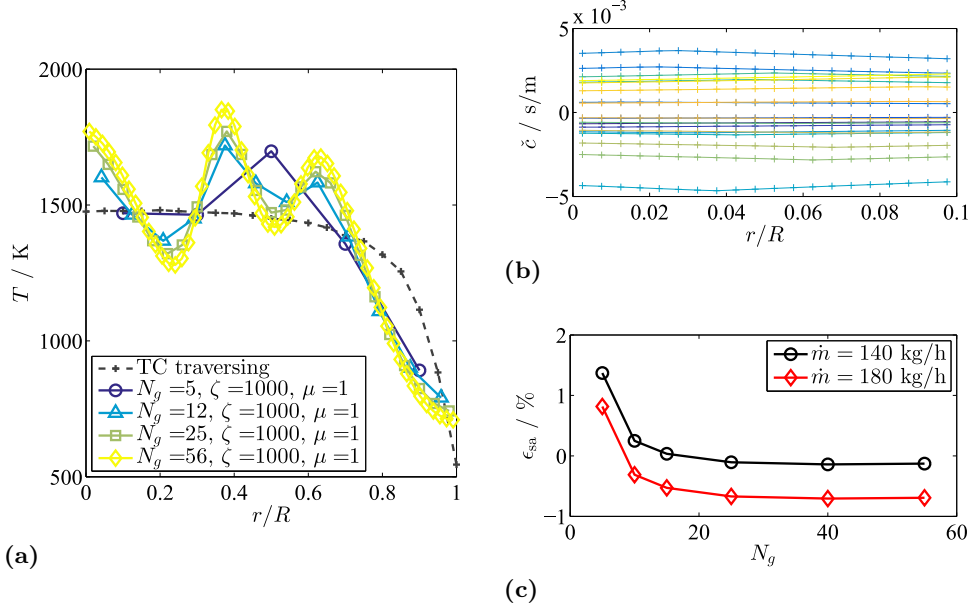 2000
1500
1000
500
T / K
0
0.2
0.4
0.6
0.8
1
r/R
TC traversing
N_g =5, ζ =1000, μ =1
N_g =12, ζ =1000, μ =1
N_g =25, ζ =1000, μ =1
N_g =56, ζ =1000, μ =1
(a)
x 10⁻³
5
0
−5
č / s/m
0
0.02
0.04
0.06
0.08
0.1
r/R
(b)
2
1
0
−1
ϵ_sa / %
ṁ = 140 kg/h
ṁ = 180 kg/h
0
20
40
60
N_g
(c)